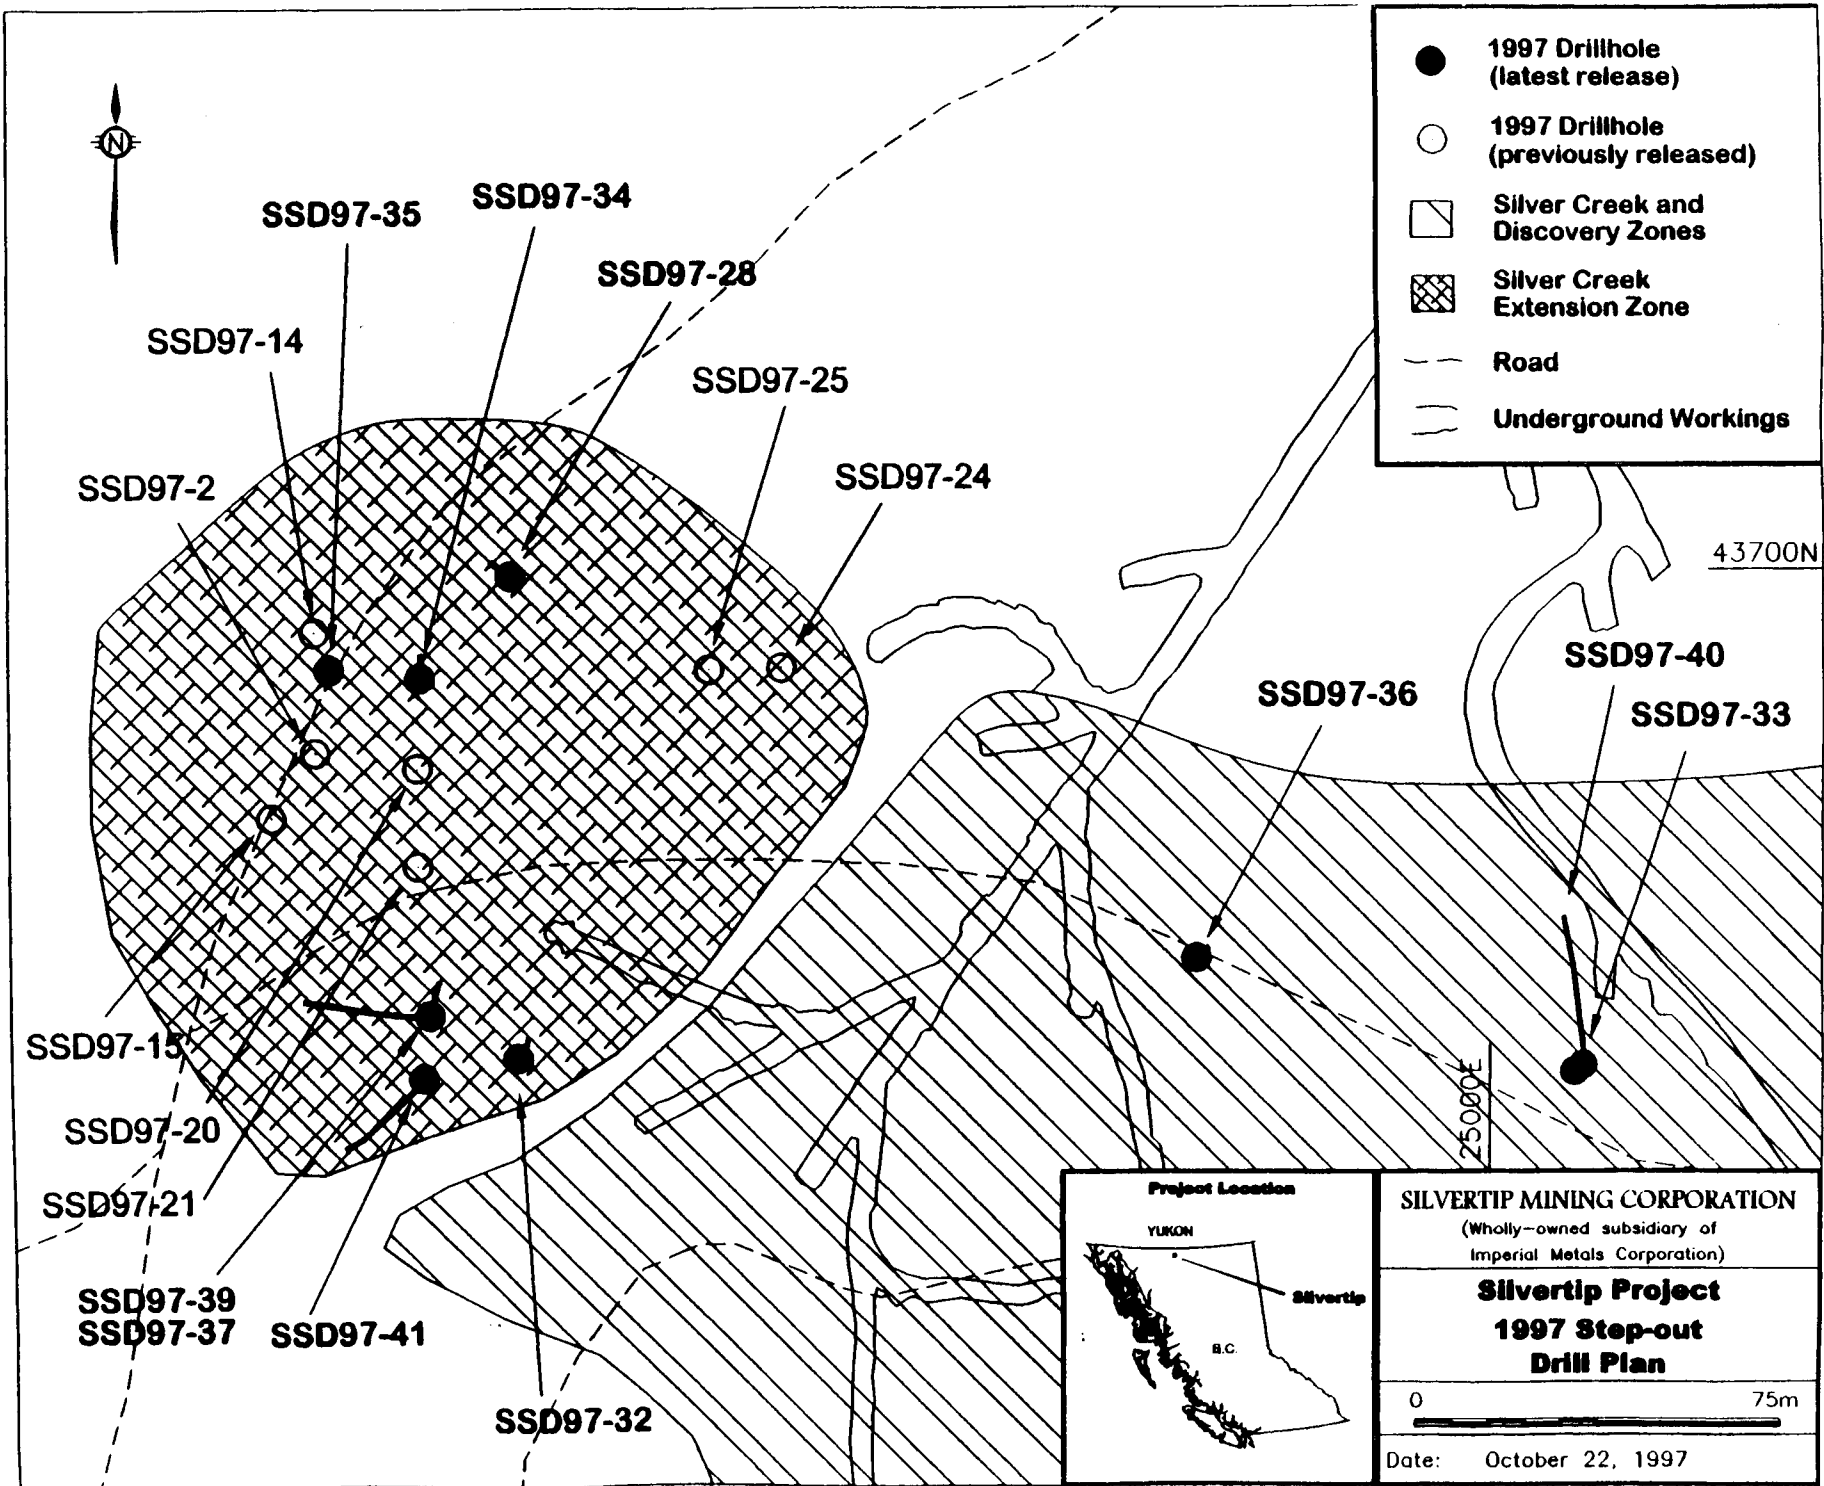 1997 Drillhole
(latest release)
1997 Drillhole
(previously released)
Silver Creek and
Discovery Zones
Silver Creek
Extension Zone
Road
Underground Workings
N
SSD97-34
SSD97-35
SSD97-28
SSD97-14
SSD97-25
SSD97-24
SSD97-2
43700N
SSD97-40
SSD97-36
SSD97-33
SSD97-15
25000E
SSD97-20
SSD97-21
SSD97-39
SSD97-37
SSD97-41
SSD97-32
Project Location
YUKON
Silvertip
B.C.
SILVERTIP MINING CORPORATION
(Wholly-owned subsidiary of
Imperial Metals Corporation)
Silvertip Project
1997 Step-out
Drill Plan
0 75m
Date: October 22, 1997